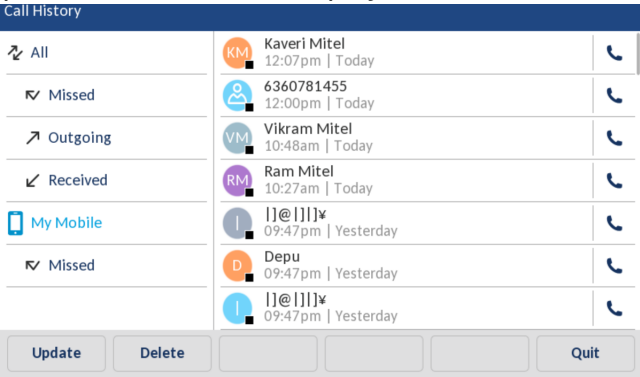 Call History
All
Missed
Outgoing
Received
My Mobile
Missed
KM
Kaveri Mitel
12:07pm | Today
6360781455
12:00pm | Today
VM
Vikram Mitel
10:48am | Today
RM
Ram Mitel
10:27am | Today
|
|]@|]|]¥
09:47pm | Yesterday
D
Depu
09:47pm | Yesterday
|
|]@|]|]¥
09:47pm | Yesterday
Update
Delete
Quit